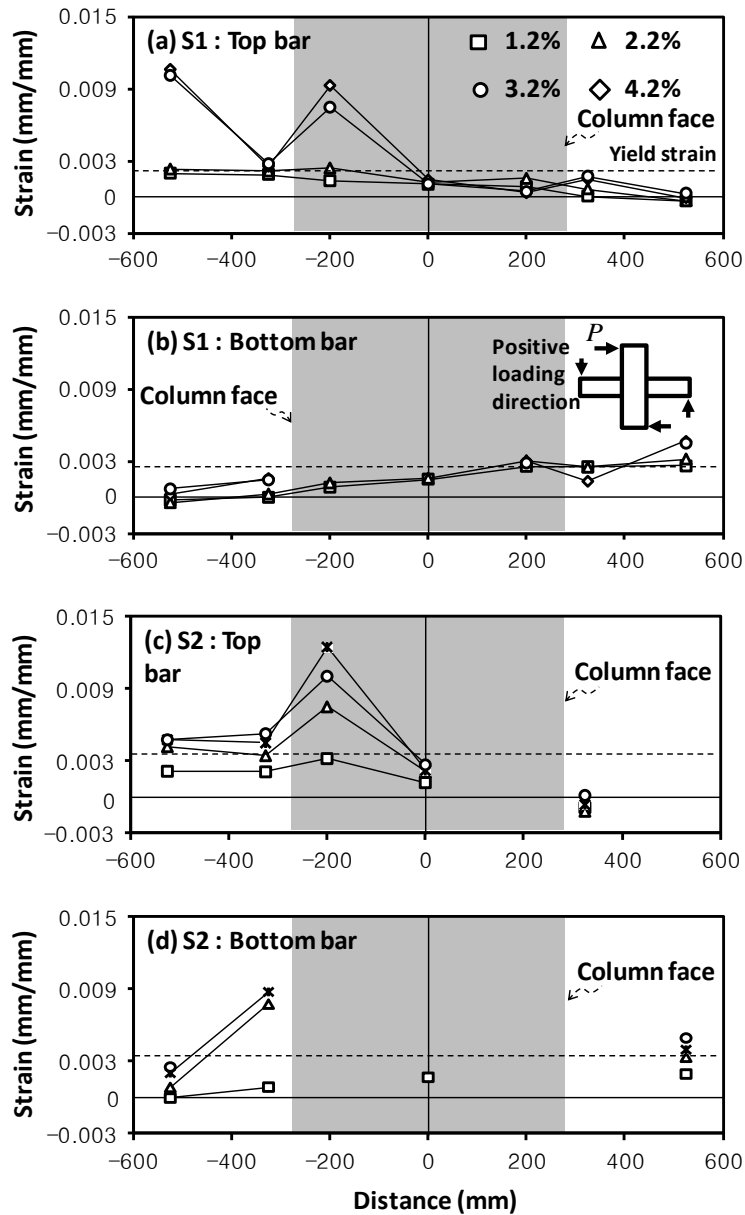 0.015
0.009
0.003
0
−0.003
Strain (mm/mm)
(a) S1 : Top bar
1.2%
2.2%
3.2%
4.2%
Column face
Yield strain
−600
−400
−200
0
200
400
600
0.015
0.009
0.003
0
−0.003
Strain (mm/mm)
(b) S1 : Bottom bar
Column face
P
Positive
loading
direction
−600
−400
−200
0
200
400
600
0.015
0.009
0.003
0
−0.003
Strain (mm/mm)
(c) S2 : Top
bar
Column face
−600
−400
−200
0
200
400
600
0.015
0.009
0.003
0
−0.003
Strain (mm/mm)
(d) S2 : Bottom bar
Column face
−600
−400
−200
0
200
400
600
Distance (mm)